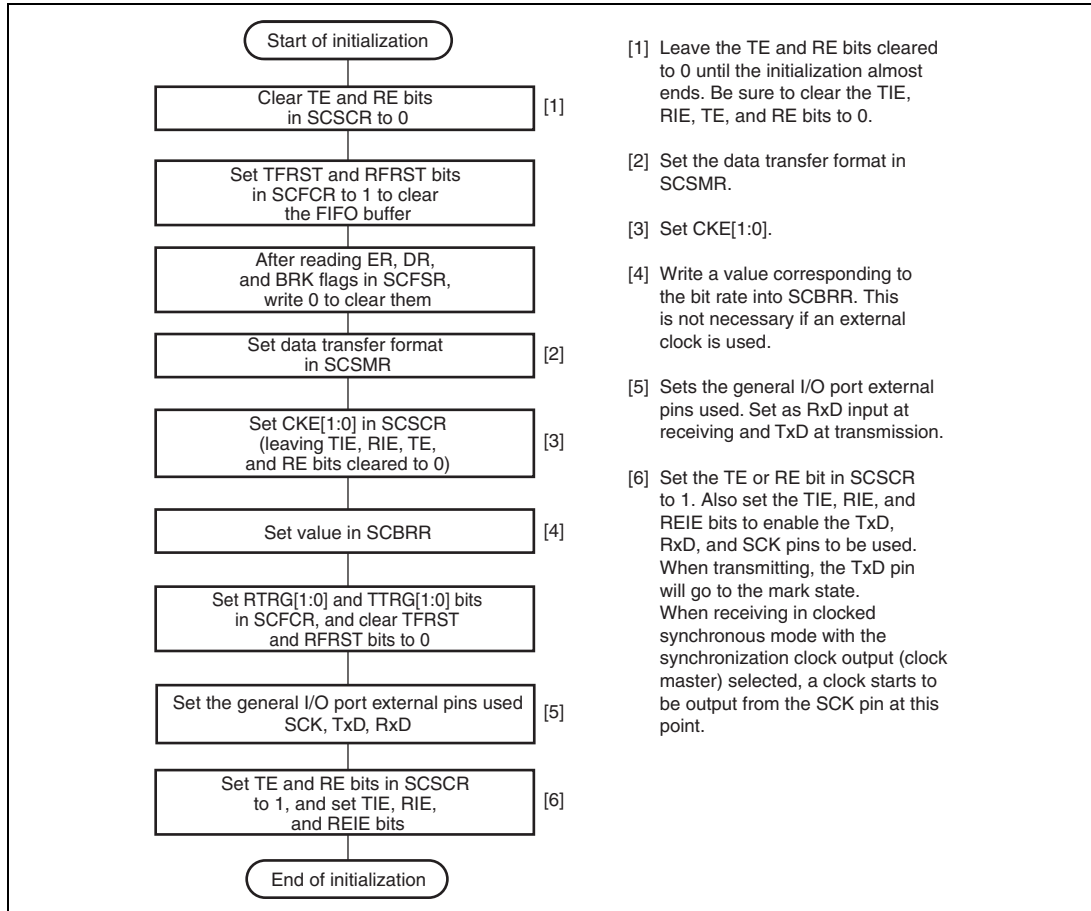 Start of initialization
Clear TE and RE bits
in SCSCR to 0
[1]
Set TFRST and RFRST bits
in SCFCR to 1 to clear
the FIFO buffer
After reading ER, DR,
and BRK flags in SCFSR,
write 0 to clear them
Set data transfer format
in SCSMR
[2]
Set CKE[1:0] in SCSCR
(leaving TIE, RIE, TE,
and RE bits cleared to 0)
[3]
Set value in SCBRR
[4]
Set RTRG[1:0] and TTRG[1:0] bits
in SCFCR, and clear TFRST
and RFRST bits to 0
Set the general I/O port external pins used
SCK, TxD, RxD
[5]
Set TE and RE bits in SCSCR
to 1, and set TIE, RIE,
and REIE bits
[6]
End of initialization
[1] Leave the TE and RE bits cleared
to 0 until the initialization almost
ends. Be sure to clear the TIE,
RIE, TE, and RE bits to 0.
[2] Set the data transfer format in
SCSMR.
[3] Set CKE[1:0].
[4] Write a value corresponding to
the bit rate into SCBRR. This
is not necessary if an external
clock is used.
[5] Sets the general I/O port external
pins used. Set as RxD input at
receiving and TxD at transmission.
[6] Set the TE or RE bit in SCSCR
to 1. Also set the TIE, RIE, and
REIE bits to enable the TxD,
RxD, and SCK pins to be used.
When transmitting, the TxD pin
will go to the mark state.
When receiving in clocked
synchronous mode with the
synchronization clock output (clock
master) selected, a clock starts to
be output from the SCK pin at this
point.